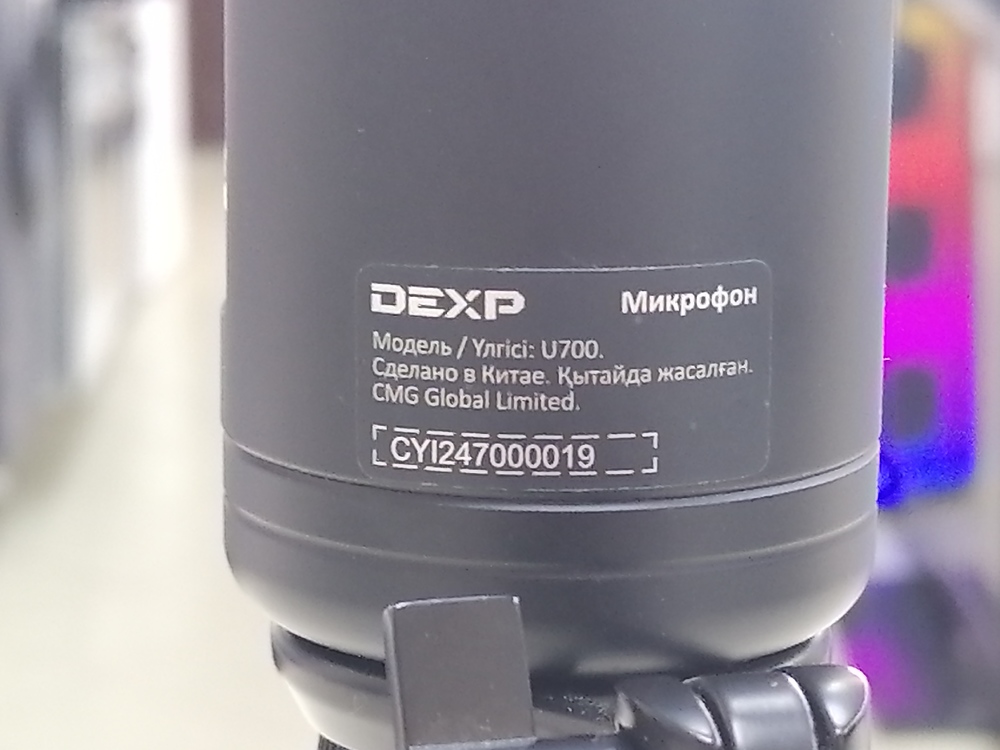 DEXP Микрофон
Модель / Үлгісі: U700.
Сделано в Китае. Қытайда жасалған.
CMG Global Limited.
CYI247000019